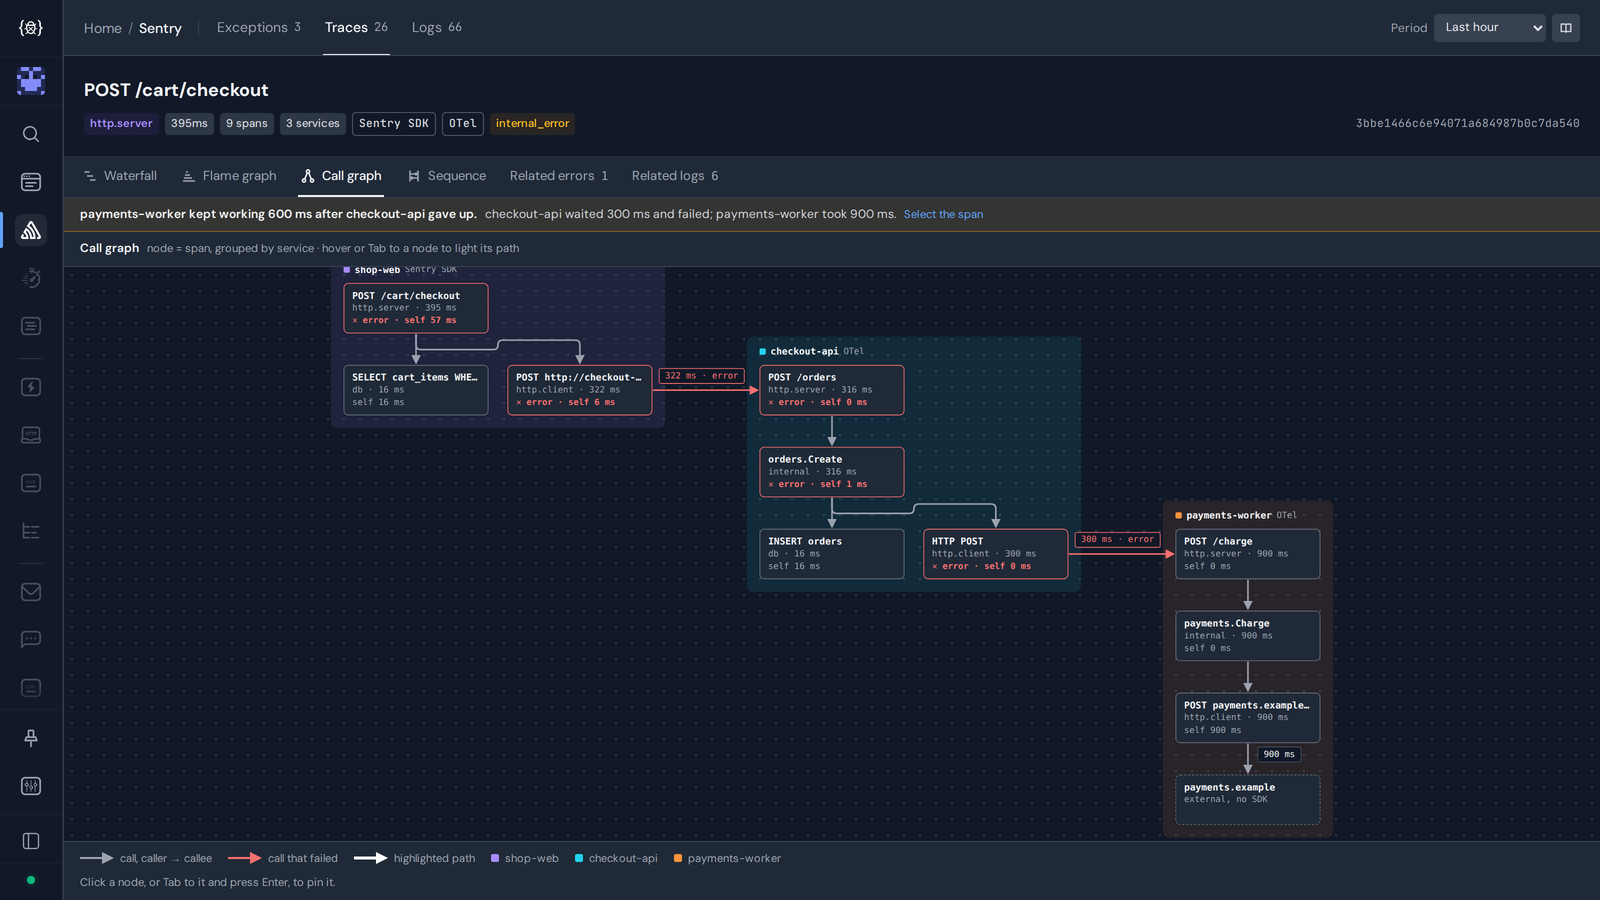 Home / Sentry
Exceptions 3
Traces 26
Logs 66
Period
Last hour
POST /cart/checkout
http.server
395ms
9 spans
3 services
Sentry SDK
OTel
internal_error
3bbe1466c6e94071a684987b0c7da540
Waterfall
Flame graph
Call graph
Sequence
Related errors 1
Related logs 6
payments-worker kept working 600 ms after checkout-api gave up. checkout-api waited 300 ms and failed; payments-worker took 900 ms. Select the span
Call graph node = span, grouped by service · hover or Tab to a node to light its path
shop-web Sentry SDK
POST /cart/checkout
http.server · 395 ms
× error · self 57 ms
SELECT cart_items WHE…
db · 16 ms
self 16 ms
POST http://checkout-…
http.client · 322 ms
× error · self 6 ms
322 ms · error
checkout-api OTel
POST /orders
http.server · 316 ms
× error · self 0 ms
orders.Create
internal · 316 ms
× error · self 1 ms
INSERT orders
db · 16 ms
self 16 ms
HTTP POST
http.client · 300 ms
× error · self 0 ms
300 ms · error
payments-worker OTel
POST /charge
http.server · 900 ms
self 0 ms
payments.Charge
internal · 900 ms
self 0 ms
POST payments.example…
http.client · 900 ms
self 900 ms
900 ms
payments.example
external, no SDK
call, caller → callee
call that failed
highlighted path
shop-web
checkout-api
payments-worker
Click a node, or Tab to it and press Enter, to pin it.